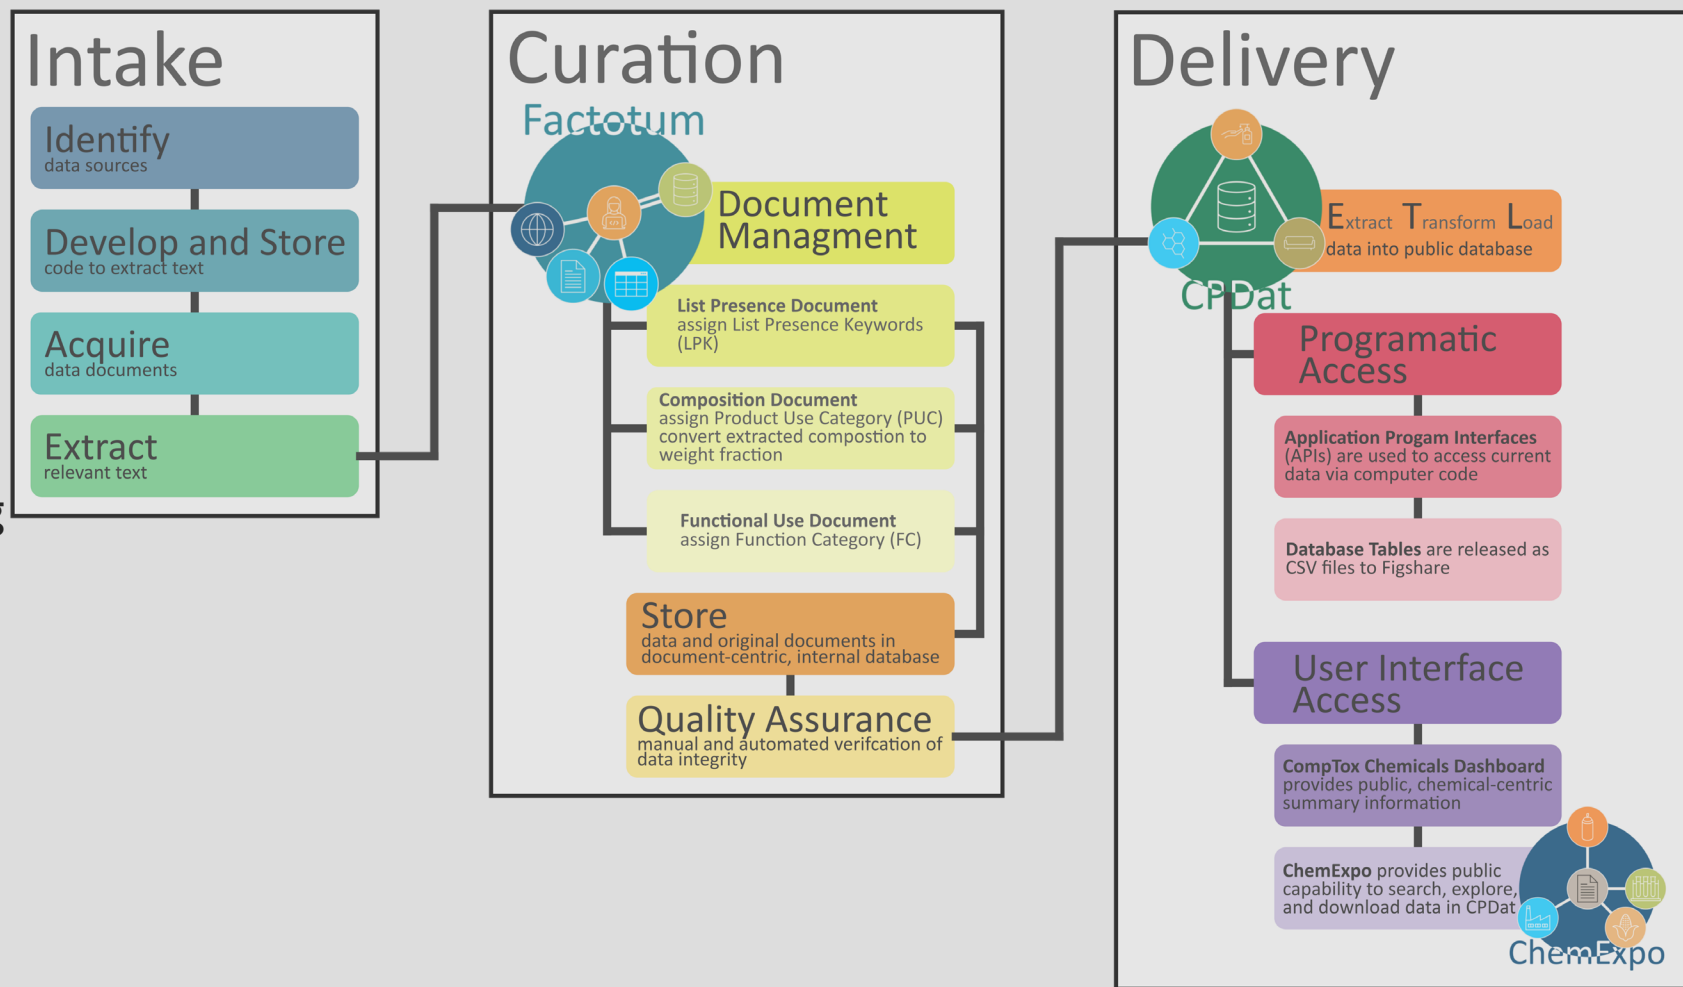 Intake
Identify
data sources
Develop and Store
code to extract text
Acquire
data documents
Extract
relevant text
g
Curation
Factotum
Document
Managment
List Presence Document
assign List Presence Keywords
(LPK)
Composition Document
assign Product Use Category (PUC)
convert extracted compostion to
weight fraction
Functional Use Document
assign Function Category (FC)
Store
data and original documents in
document-centric, internal database
Quality Assurance
manual and automated verifcation of
data integrity
Delivery
CPDat
Extract Transform Load
data into public database
Programatic
Access
Application Progam Interfaces
(APIs) are used to access current
data via computer code
Database Tables are released as
CSV files to Figshare
User Interface
Access
CompTox Chemicals Dashboard
provides public, chemical-centric
summary information
ChemExpo provides public
capability to search, explore,
and download data in CPDat
ChemExpo